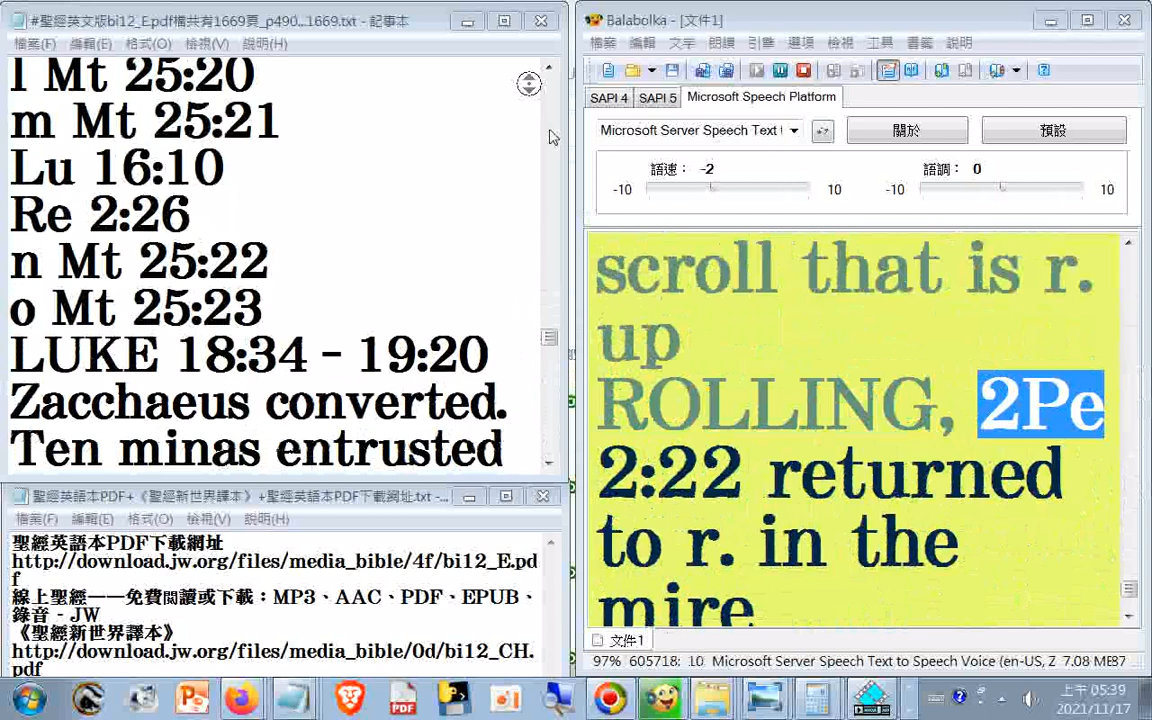 #聖經英文版bi12_E.pdf檔共有1669頁_p490,...1669.txt - 記事本
檔案(F) 編輯(E) 格式(O) 檢視(V) 說明(H)
l Mt 25:20
m Mt 25:21
Lu 16:10
Re 2:26
n Mt 25:22
o Mt 25:23
LUKE 18:34 - 19:20
Zacchaeus converted.
Ten minas entrusted
聖經英語本PDF+《聖經新世界譯本》+聖經英語本PDF下載網址.txt -...
檔案(F) 編輯(E) 格式(O) 檢視(V) 說明(H)
聖經英語本PDF下載網址
http://download.jw.org/files/media_bible/4f/bi12_E.pd
f
線上聖經——免費閱讀或下載：MP3、AAC、PDF、EPUB、
錄音 - JW
《聖經新世界譯本》
http://download.jw.org/files/media_bible/0d/bi12_CH.
pdf
Balabolka - [文件1]
檔案 編輯 文字 朗讀 引擎 選項 檢視 工具 書籤 說明
SAPI 4 SAPI 5 Microsoft Speech Platform
Microsoft Server Speech Text 關於 預設
語速： -2 語調： 0
-10 10 -10 10
scroll that is r.
up
ROLLING, 2Pe
2:22 returned
to r. in the
mire
文件1
97% 605718: 10 Microsoft Server Speech Text to Speech Voice (en-US, Z 7.08 MB87
上午 05:39
2021/11/17